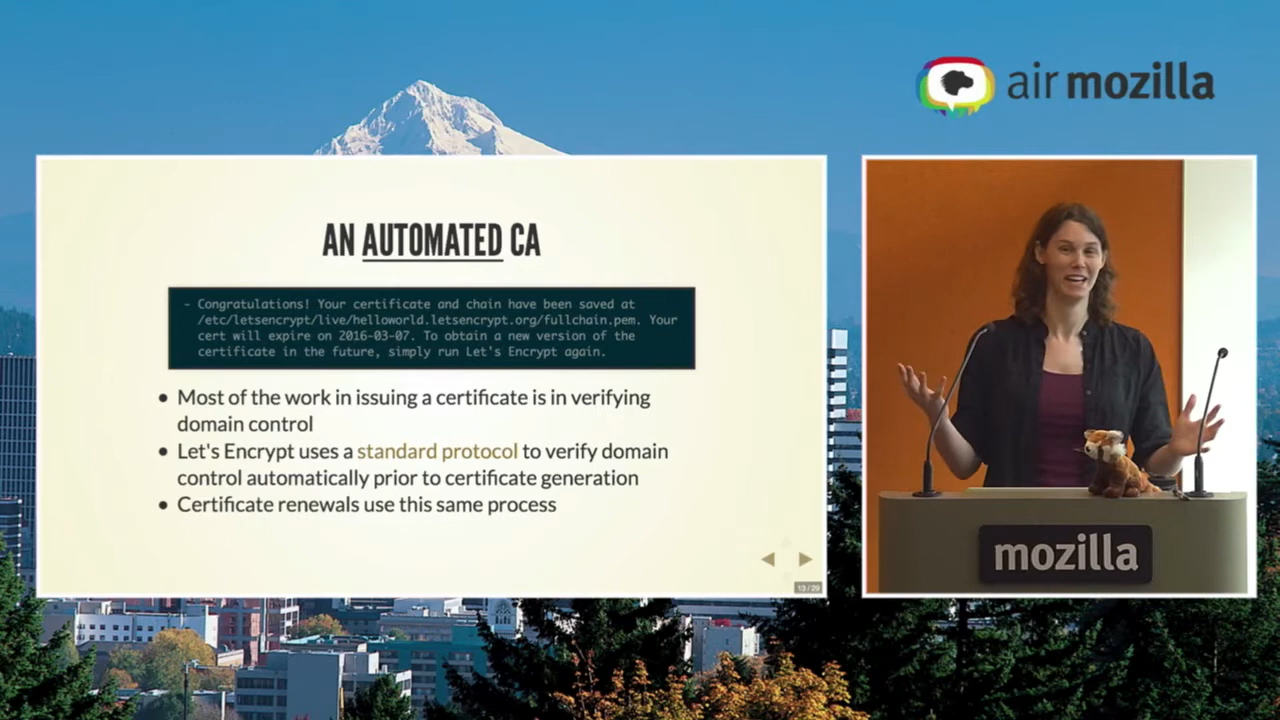 air mozilla
AN AUTOMATED CA
- Congratulations! Your certificate and chain have been saved at
/etc/letsencrypt/live/helloworld.letsencrypt.org/fullchain.pem. Your
cert will expire on 2016-03-07. To obtain a new version of the
certificate in the future, simply run Let's Encrypt again.
• Most of the work in issuing a certificate is in verifying
domain control
• Let's Encrypt uses a standard protocol to verify domain
control automatically prior to certificate generation
• Certificate renewals use this same process
13 / 29
mozilla